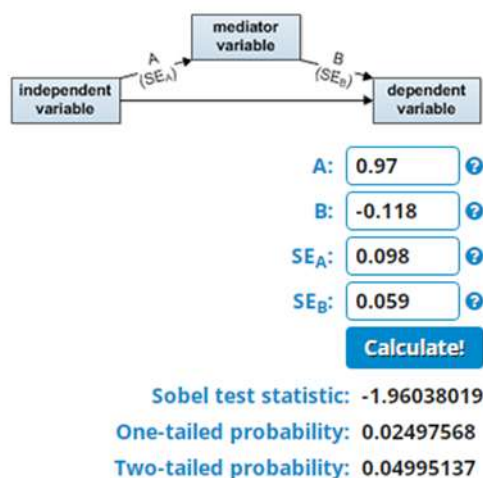 mediator
variable
A
(SEA)
B
(SEB)
independent
variable
dependent
variable
A: 0.97 ?
B: -0.118 ?
SEA: 0.098 ?
SEB: 0.059 ?
Calculate!
Sobel test statistic: -1.96038019
One-tailed probability: 0.02497568
Two-tailed probability: 0.04995137